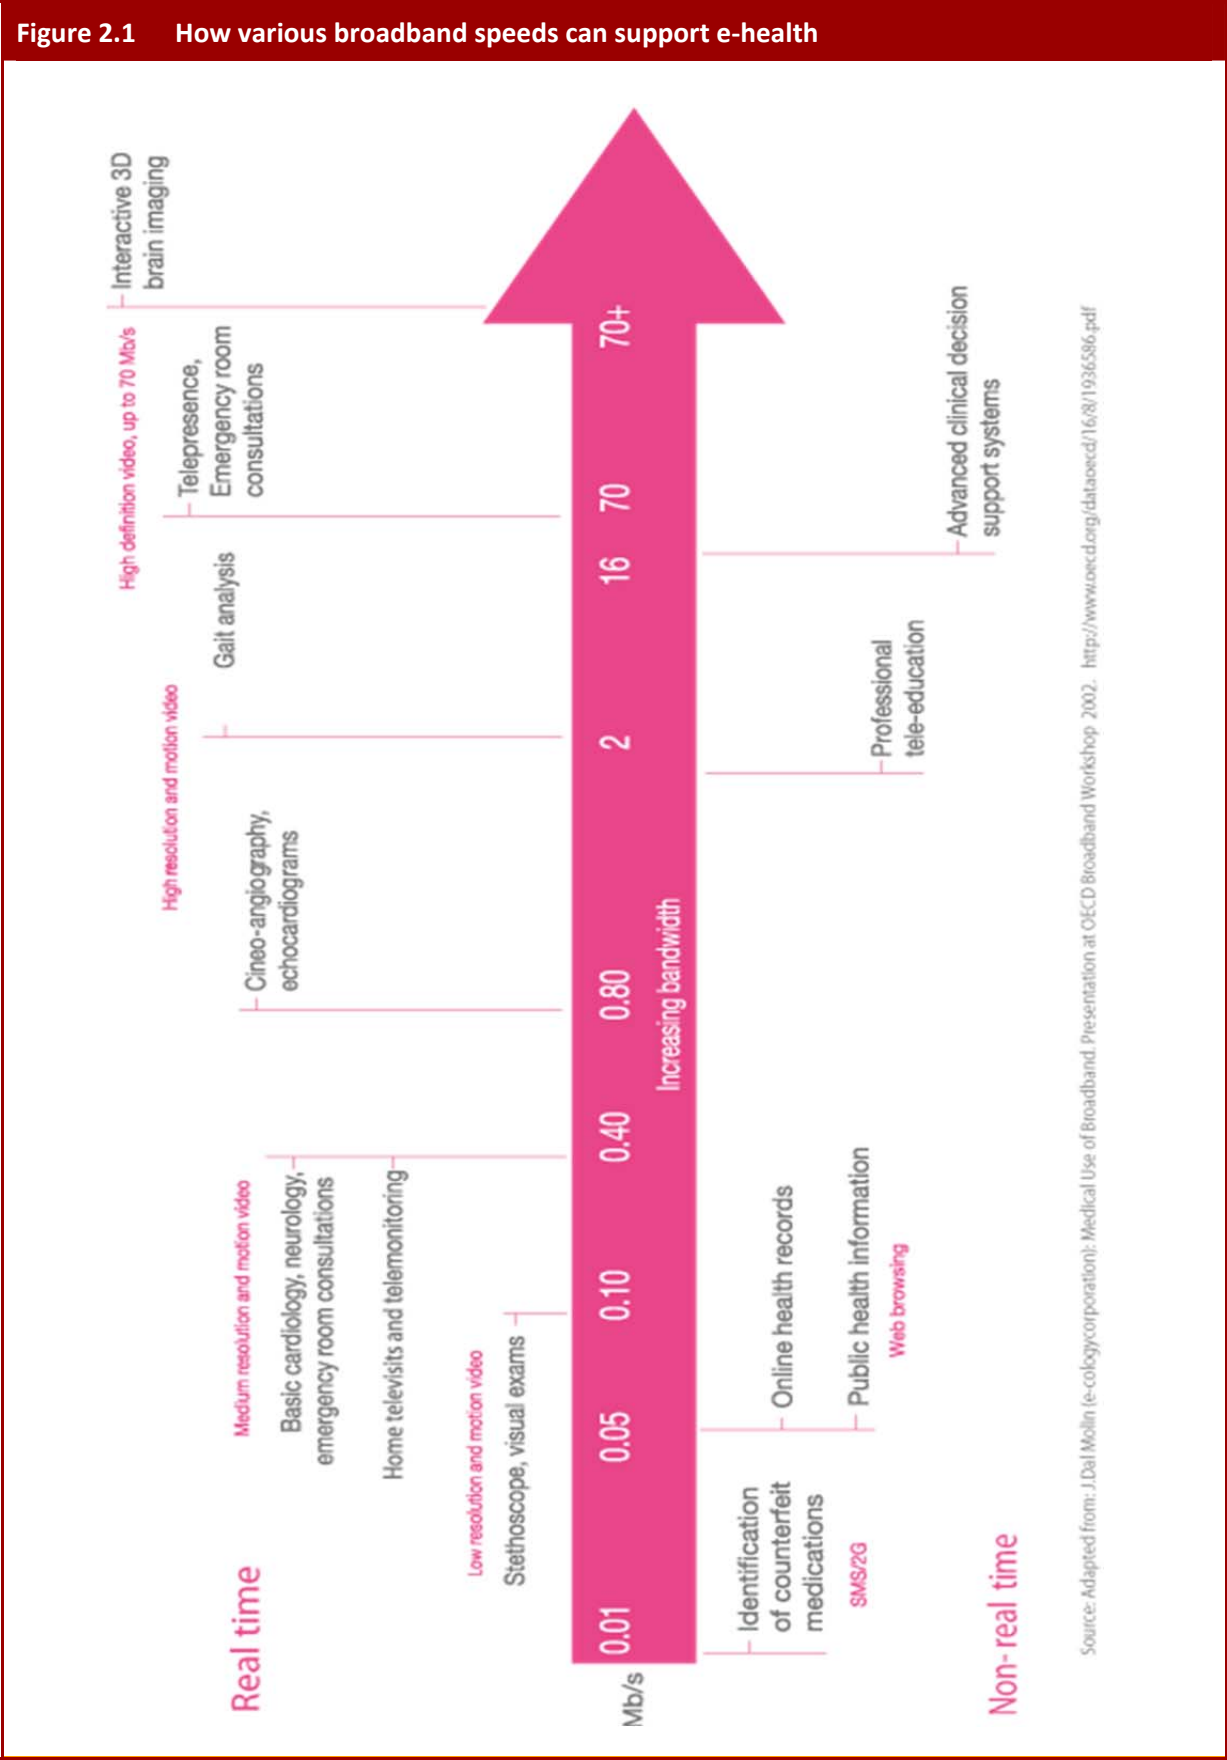 Figure 2.1 How various broadband speeds can support e-health
Real time
Low resolution and motion video
Stethoscope, visual exams
Medium resolution and motion video
Basic cardiology, neurology,
emergency room consultations
Home televisits and telemonitoring
High resolution and motion video
Cineo-angiography,
echocardiograms
Gait analysis
High definition video, up to 70 Mb/s
Telepresence,
Emergency room
consultations
Interactive 3D
brain imaging
Mb/s
0.01 0.05 0.10 0.40 0.80 2 16 70 70+
Increasing bandwidth
Identification
of counterfeit
medications
SMS/2G
Online health records
Public health information
Web browsing
Professional
tele-education
Advanced clinical decision
support systems
Non- real time
Source: Adapted from: J.Dal Molin (e-cologycorporation): Medical Use of Broadband. Presentation at OECD Broadband Workshop 2002. http://www.oecd.org/dataoecd/16/8/1936586.pdf